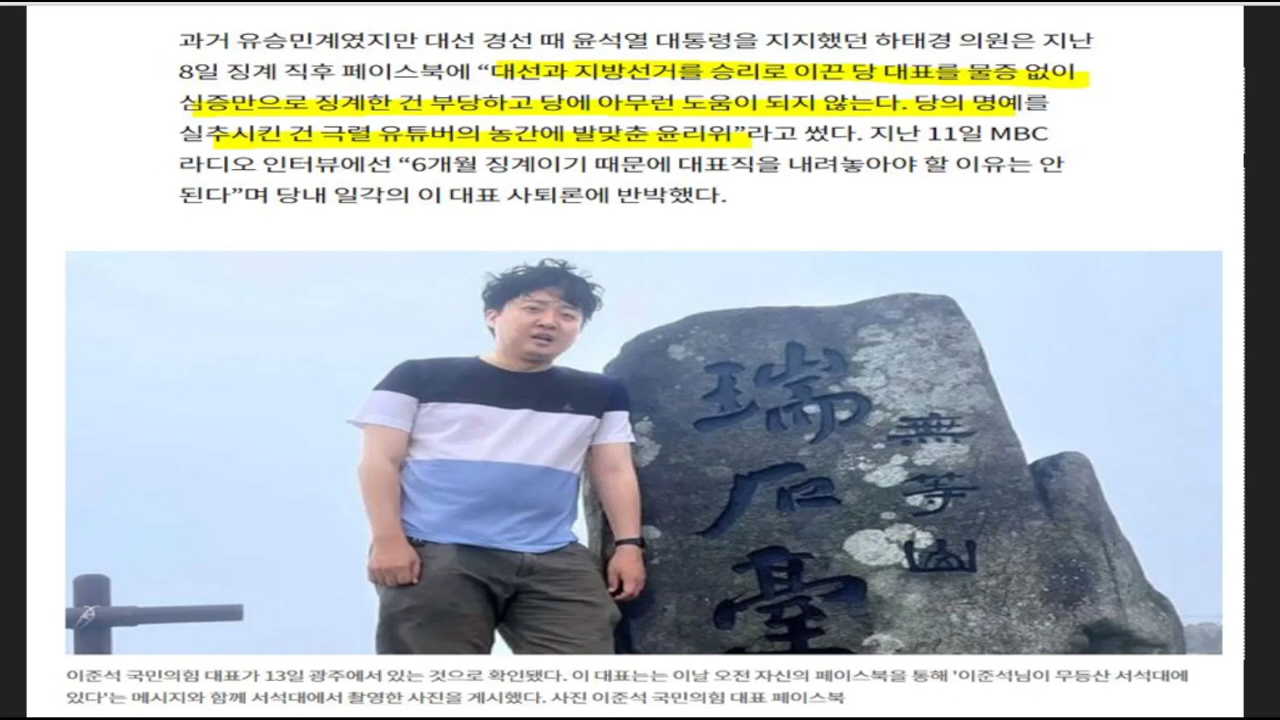 과거 유승민계였지만 대선 경선 때 윤석열 대통령을 지지했던 하태경 의원은 지난
8일 징계 직후 페이스북에 “대선과 지방선거를 승리로 이끈 당 대표를 물증 없이
심증만으로 징계한 건 부당하고 당에 아무런 도움이 되지 않는다. 당의 명예를
실추시킨 건 극렬 유튜버의 농간에 발맞춘 윤리위”라고 썼다. 지난 11일 MBC
라디오 인터뷰에선 “6개월 징계이기 때문에 대표직을 내려놓아야 할 이유는 안
된다”며 당내 일각의 이 대표 사퇴론에 반박했다.
瑞石臺
無等山
이준석 국민의힘 대표가 13일 광주에서 있는 것으로 확인됐다. 이 대표는는 이날 오전 자신의 페이스북을 통해 '이준석님이 무등산 서석대에
있다'는 메시지와 함께 서석대에서 촬영한 사진을 게시했다. 사진 이준석 국민의힘 대표 페이스북